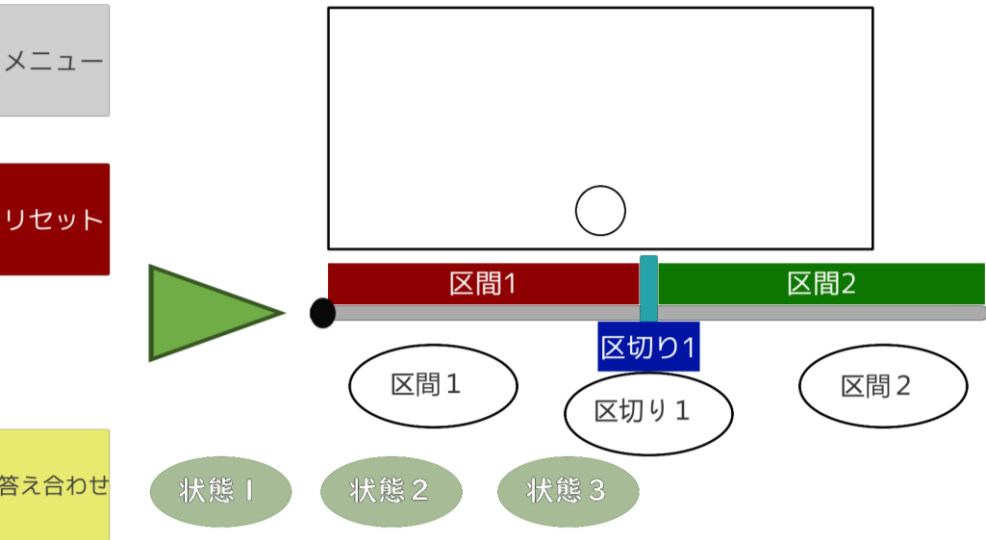 メニュー
リセット
区間1
区間2
区切り1
区間１
区切り１
区間２
答え合わせ
状態１
状態２
状態３